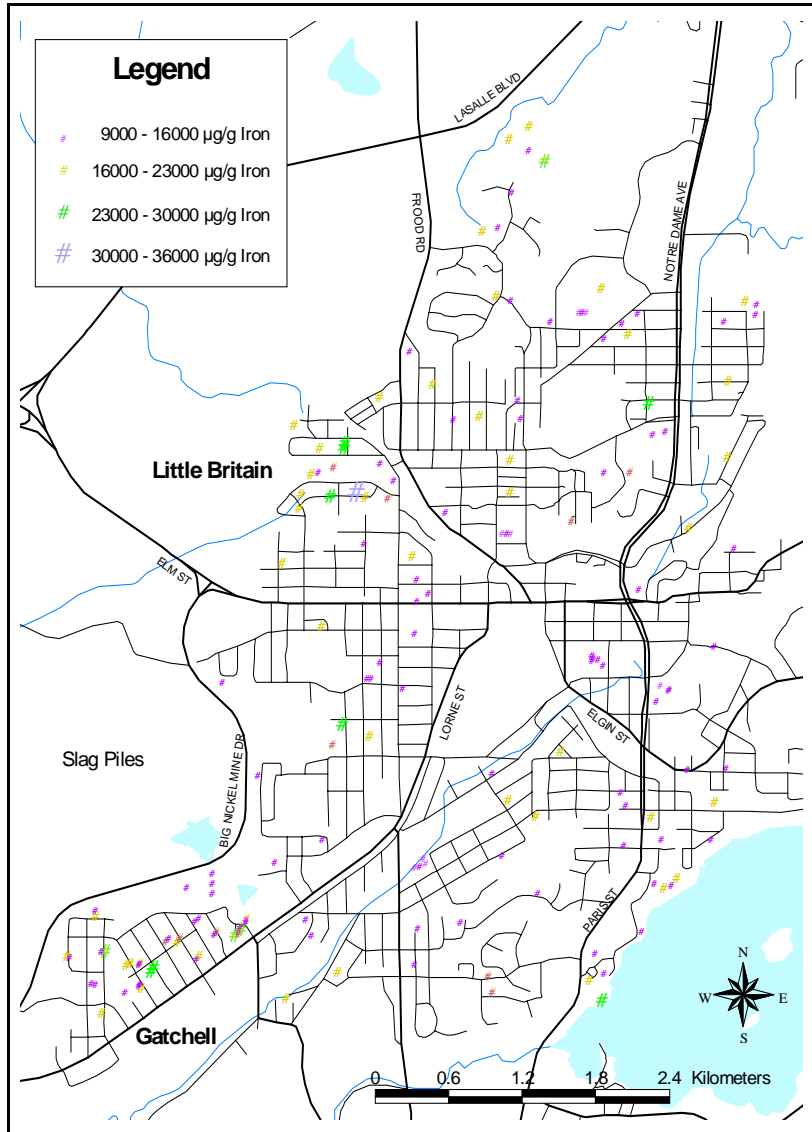 Legend
# 9000 - 16000 µg/g Iron
# 16000 - 23000 µg/g Iron
# 23000 - 30000 µg/g Iron
# 30000 - 36000 µg/g Iron
LASALLE BLVD
FROOD RD
NOTRE DAME AVE
Little Britain
ELM ST
LORNE ST
ELGIN ST
Slag Piles
BIG NICKEL MINE DR
PARIS ST
Gatchell
N
W E
S
0 0.6 1.2 1.8 2.4 Kilometers